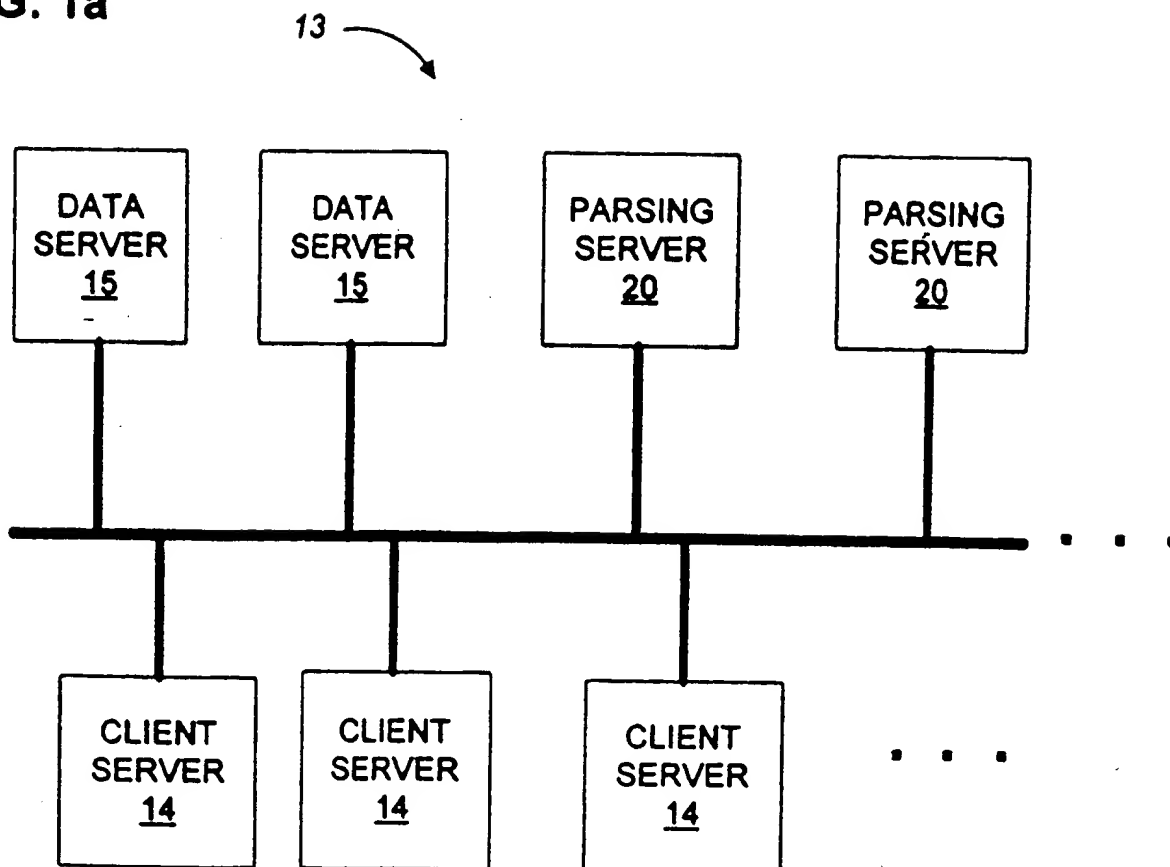 G. 1a
13
DATA
SERVER
15
DATA
SERVER
15
PARSING
SERVER
20
PARSING
SERVER
20
CLIENT
SERVER
14
CLIENT
SERVER
14
CLIENT
SERVER
14